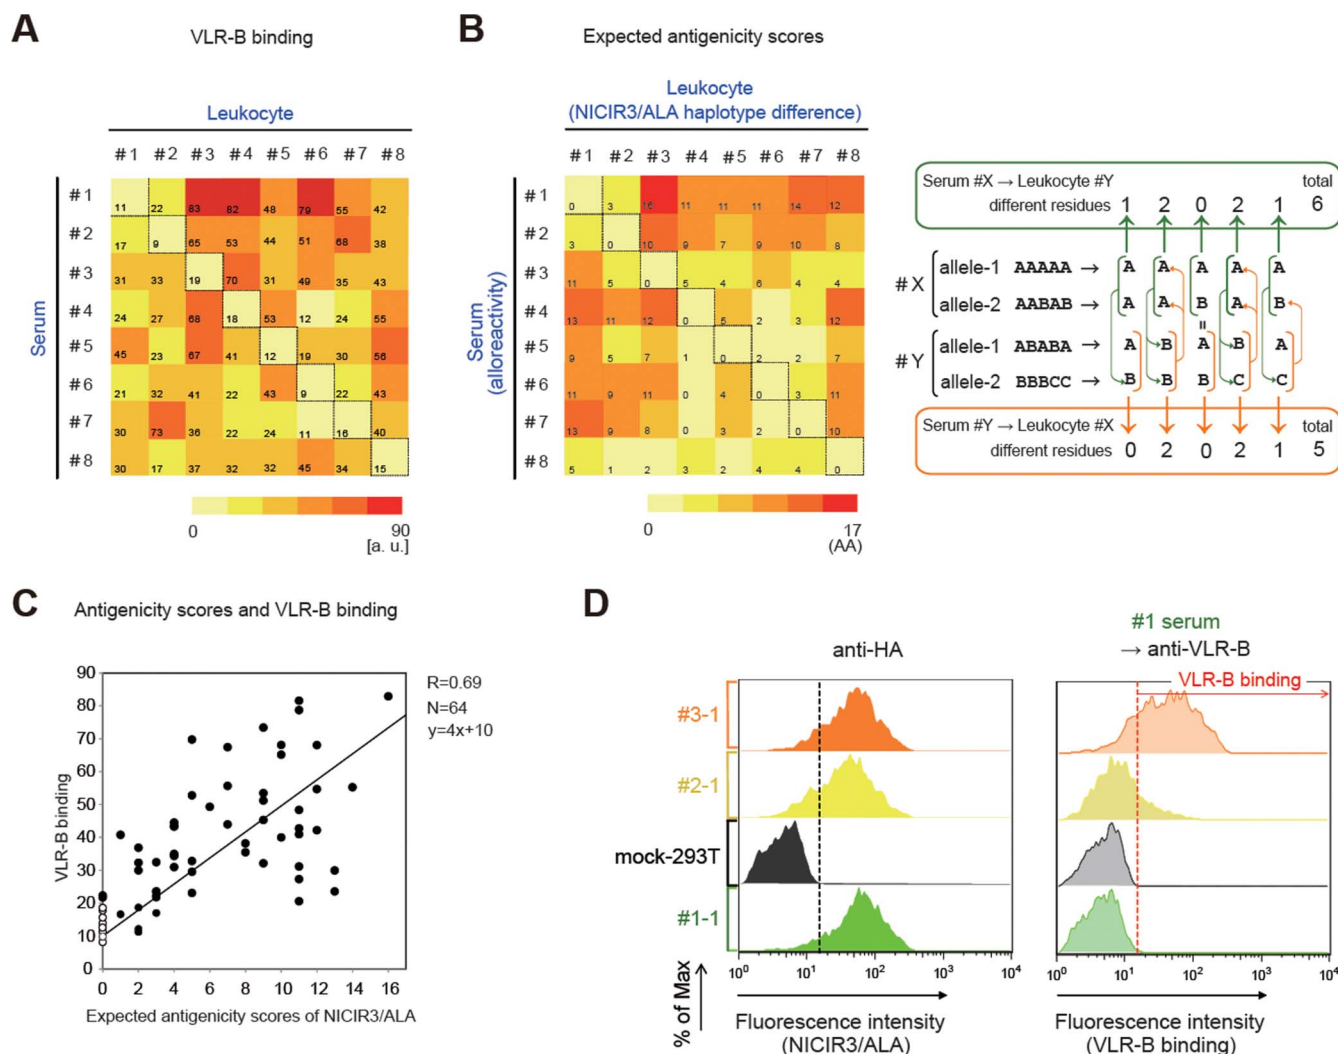 A
VLR-B binding
Leukocyte
#1 #2 #3 #4 #5 #6 #7 #8
Serum
#1 11 22 83 82 48 79 55 42
#2 17 9 65 53 44 51 68 38
#3 31 33 19 70 31 49 35 43
#4 24 27 68 18 53 12 24 55
#5 45 23 67 41 12 19 30 56
#6 21 32 41 22 43 9 22 43
#7 30 73 36 22 24 11 16 40
#8 30 17 37 32 32 45 34 15
0 90
[a. u.]
B
Expected antigenicity scores
Leukocyte
(NICIR3/ALA haplotype difference)
#1 #2 #3 #4 #5 #6 #7 #8
Serum
(alloreactivity)
#1 0 3 16 11 11 11 14 12
#2 3 0 10 9 7 9 10 8
#3 11 5 0 5 4 6 4 4
#4 13 11 12 0 5 2 3 12
#5 9 5 7 1 0 2 2 7
#6 11 9 11 0 4 0 3 11
#7 13 9 8 0 3 2 0 10
#8 5 1 2 3 2 4 4 0
0 17
(AA)
Serum #X → Leukocyte #Y total
different residues 1 2 0 2 1 6
#X
allele-1 AAAAA → A A A A A
allele-2 AABAB → A A B A B
=
#Y
allele-1 ABABA → A B A B A
allele-2 BBBCC → B B B C C
Serum #Y → Leukocyte #X total
different residues 0 2 0 2 1 5
C
Antigenicity scores and VLR-B binding
VLR-B binding
90
80
70
60
50
40
30
20
10
0
0 2 4 6 8 10 12 14 16
Expected antigenicity scores of NICIR3/ALA
R=0.69
N=64
y=4x+10
D
anti-HA
#1 serum
→ anti-VLR-B
VLR-B binding
#3-1
#2-1
mock-293T
#1-1
% of Max
10⁰ 10¹ 10² 10³ 10⁴
Fluorescence intensity
(NICIR3/ALA)
10⁰ 10¹ 10² 10³ 10⁴
Fluorescence intensity
(VLR-B binding)